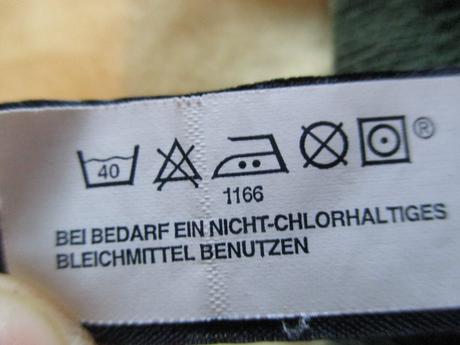 40
®
1166
BEI BEDARF EIN NICHT-CHLORHALTIGES
BLEICHMITTEL BENUTZEN